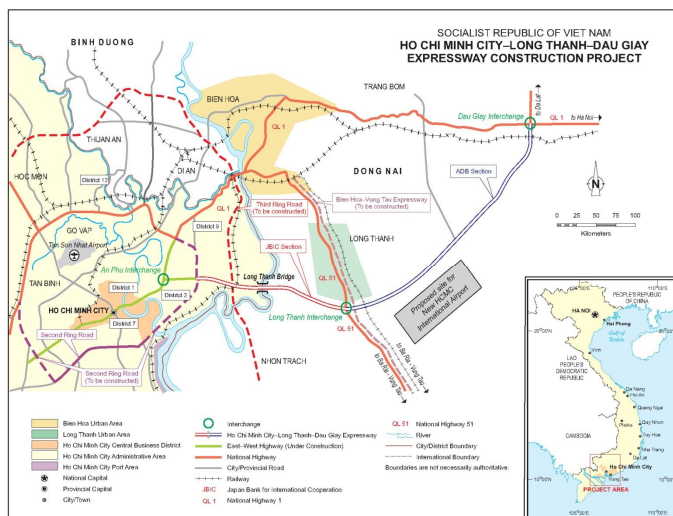 SOCIALIST REPUBLIC OF VIET NAM
HO CHI MINH CITY–LONG THANH–DAU GIAY
EXPRESSWAY CONSTRUCTION PROJECT
BINH DUONG
TRANG BOM
to Da Lat
BIEN HOA
Dau Giay Interchange
QL 1
to Ha Noi
QL 1
THUAN AN
DI AN
HOC MON
District 12
DONG NAI
ADB Section
N
QL 1
Third Ring Road
(To be constructed)
Bien Hoa–Vung Tau Expressway
(To be constructed)
GO VAP
District 9
Tan Son Nhat Airport
LONG THANH
0 25 50 75 100
Kilometers
An Phu Interchange
JBIC Section
TAN BINH
District 1
District 2
Long Thanh Bridge
QL 51
HO CHI MINH CITY
District 7
Long Thanh Interchange
Proposed site for
New HCMC
International Airport
QL 51
Second Ring Road
Second Ring Road
(To be constructed)
NHON TRACH
to Ba Ria - Vung Tau
to Ba Ria - Vung Tau
Bien Hoa Urban Area
Long Thanh Urban Area
Ho Chi Minh City Central Business District
Ho Chi Minh City Administrative Area
Ho Chi Minh City Port Area
National Capital
Provincial Capital
City/Town
Interchange
Ho Chi Minh City–Long Thanh–Dau Giay Expressway
East–West Highway (Under Construction)
National Highway
City/Provincial Road
Railway
JBIC Japan Bank for International Cooperation
QL 1 National Highway 1
QL 51 National Highway 51
River
City/District Boundary
International Boundary
Boundaries are not necessarily authoritative.
PEOPLE'S REPUBLIC
OF CHINA
HA NOI
Hai Phong
Gulf of
Tonkin
LAO
PEOPLE'S
DEMOCRATIC
REPUBLIC
Vinh
Da Nang
Hoi An
Quang Ngai
Pleiku
Quy Nhon
CAMBODIA
Tuy Hoa
Nha Trang
Da Lat
Ho Chi Minh City
Vung Tau
PROJECT AREA